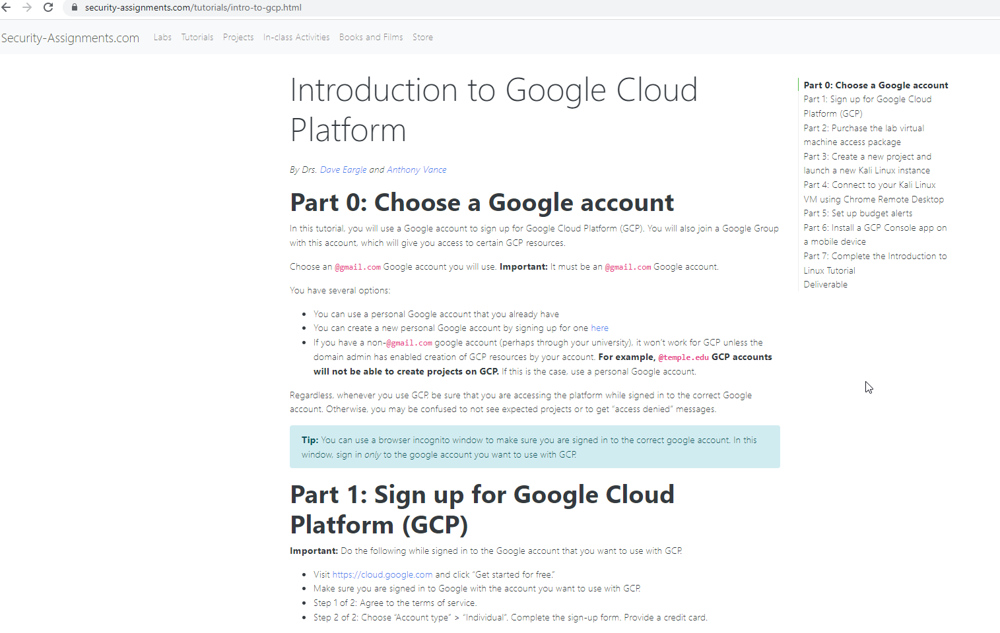 security-assignments.com/tutorials/intro-to-gcp.html
Security-Assignments.com Labs Tutorials Projects In-class Activities Books and Films Store
Introduction to Google Cloud
Platform
By Drs. Dave Eargle and Anthony Vance
Part 0: Choose a Google account
In this tutorial, you will use a Google account to sign up for Google Cloud Platform (GCP). You will also join a Google Group
with this account, which will give you access to certain GCP resources.
Choose an @gmail.com Google account you will use. Important: It must be an @gmail.com Google account.
You have several options:
• You can use a personal Google account that you already have
• You can create a new personal Google account by signing up for one here
• If you have a non-@gmail.com google account (perhaps through your university), it won’t work for GCP unless the
domain admin has enabled creation of GCP resources by your account. For example, @temple.edu GCP accounts
will not be able to create projects on GCP. If this is the case, use a personal Google account.
Regardless, whenever you use GCP, be sure that you are accessing the platform while signed in to the correct Google
account. Otherwise, you may be confused to not see expected projects or to get “access denied” messages.
Tip: You can use a browser incognito window to make sure you are signed in to the correct google account. In this
window, sign in only to the google account you want to use with GCP.
Part 1: Sign up for Google Cloud
Platform (GCP)
Important: Do the following while signed in to the Google account that you want to use with GCP.
• Visit https://cloud.google.com and click “Get started for free.”
• Make sure you are signed in to Google with the account you want to use with GCP.
• Step 1 of 2: Agree to the terms of service.
• Step 2 of 2: Choose “Account type” > “Individual”. Complete the sign-up form. Provide a credit card.
Part 0: Choose a Google account
Part 1: Sign up for Google Cloud
Platform (GCP)
Part 2: Purchase the lab virtual
machine access package
Part 3: Create a new project and
launch a new Kali Linux instance
Part 4: Connect to your Kali Linux
VM using Chrome Remote Desktop
Part 5: Set up budget alerts
Part 6: Install a GCP Console app on
a mobile device
Part 7: Complete the Introduction to
Linux Tutorial
Deliverable